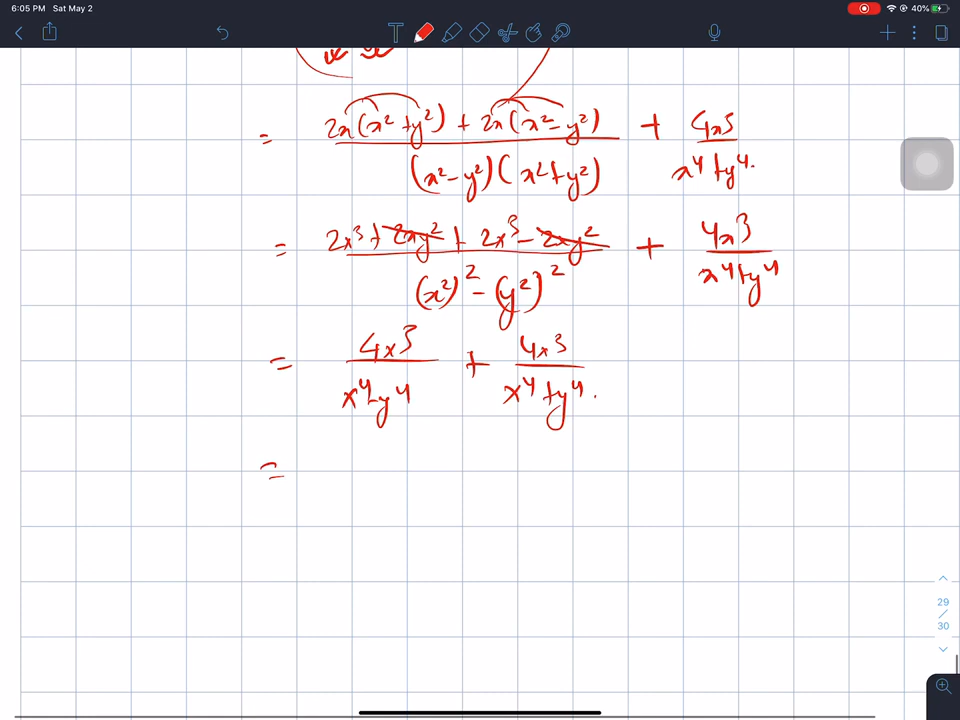 6:05 PM Sat May 2
40%
= (2x(x² + y²) + 2x(x² - y²)) / ((x² - y²)(x² + y²)) + 4x³ / (x⁴ + y⁴)
= (2x³ + 2xy² + 2x³ - 2xy²) / ((x²)² - (y²)²) + 4x³ / (x⁴ + y⁴)
= 4x³ / (x⁴ - y⁴) + 4x³ / (x⁴ + y⁴)
=
29
/
30